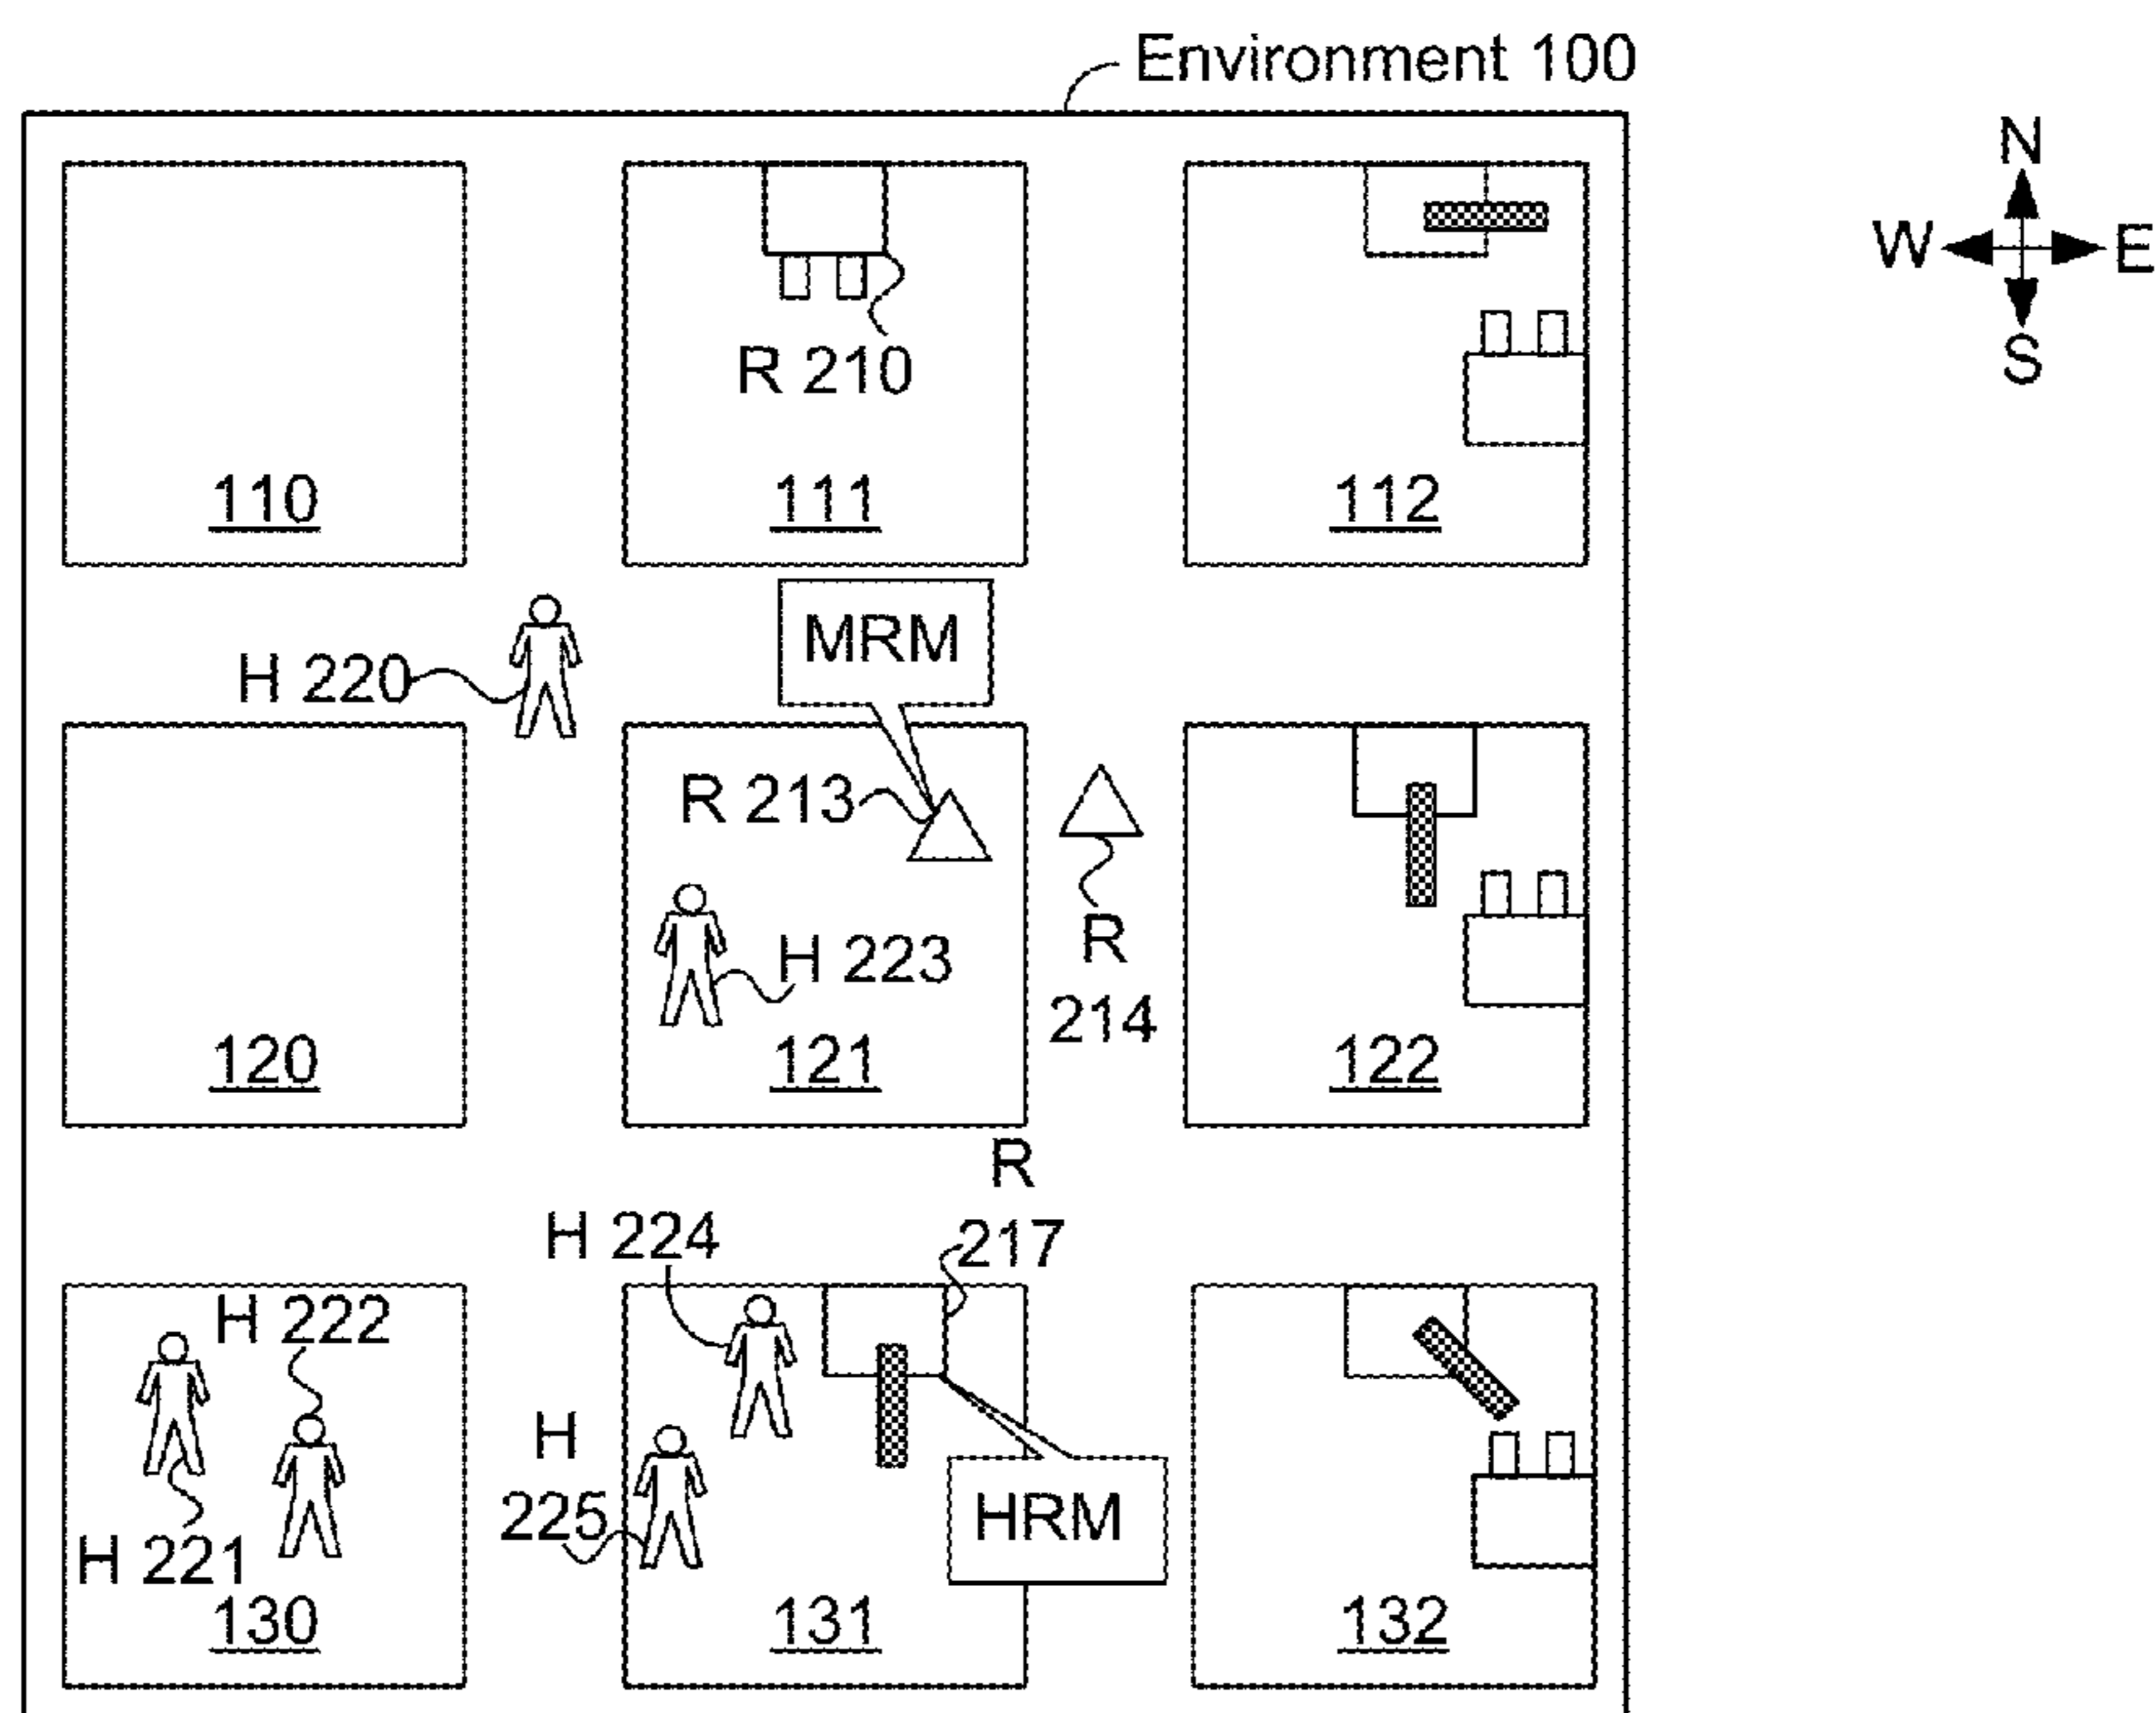 Environment 100
N
W E
S
R 210
110
111
112
MRM
H 220
R 213
H 223
R
214
120
121
122
R
217
H 224
H 222
H
225
HRM
H 221
130
131
132